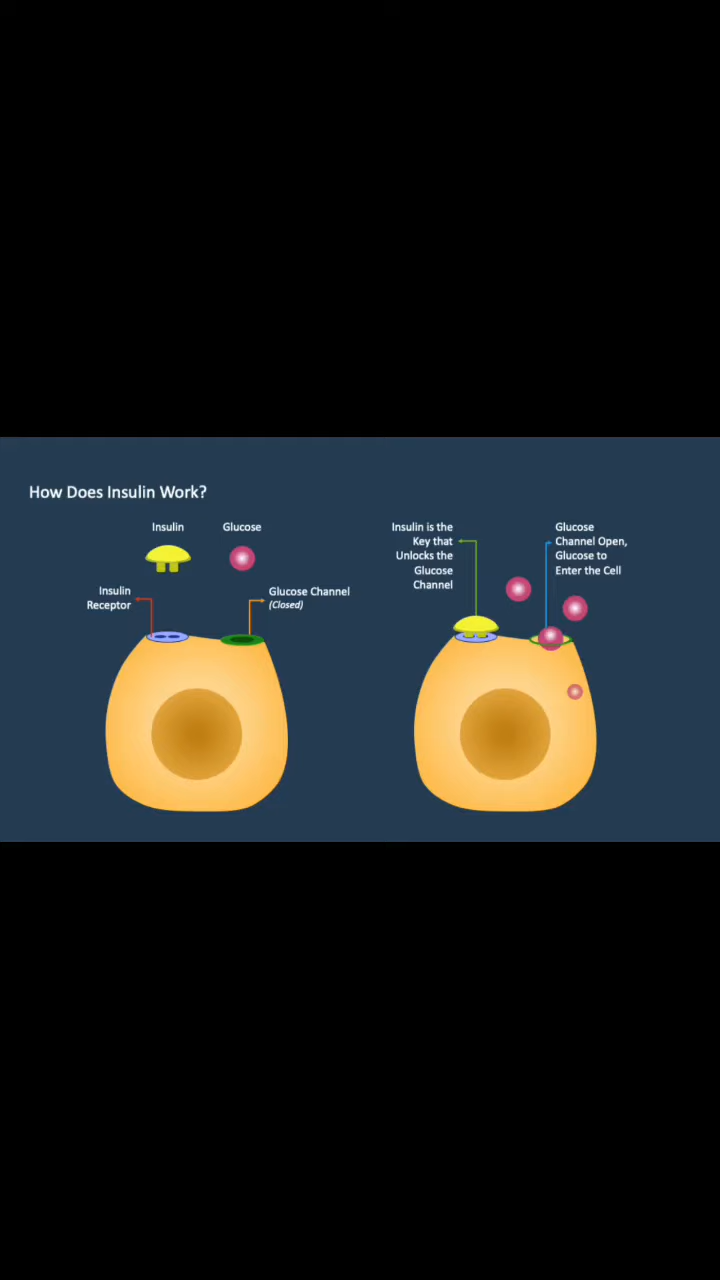 How Does Insulin Work?
Insulin
Glucose
Insulin
Receptor
Glucose Channel
(Closed)
Insulin is the
Key that
Unlocks the
Glucose
Channel
Glucose
Channel Open,
Glucose to
Enter the Cell